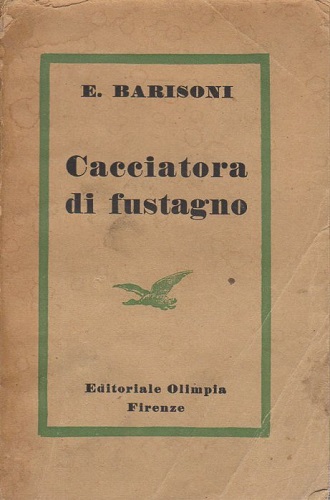 E. BARISONI
Cacciatora
di fustagno
Editoriale Olimpia
Firenze